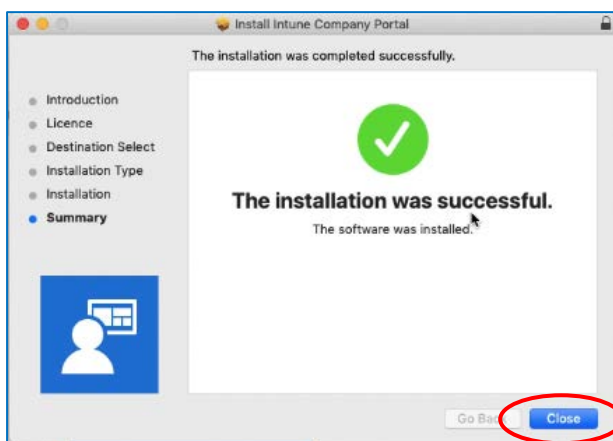 Install Intune Company Portal
The installation was completed successfully.
Introduction
Licence
Destination Select
Installation Type
Installation
Summary
The installation was successful.
The software was installed.
Go Back
Close